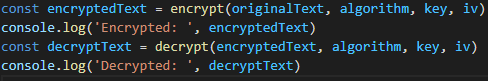 const encryptedText = encrypt(originalText, algorithm, key, iv)
console.log('Encrypted: ', encryptedText)
const decryptText = decrypt(encryptedText, algorithm, key, iv)
console.log('Decrypted: ', decryptText)